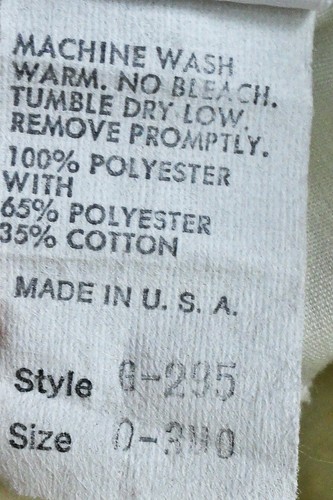 MACHINE WASH
WARM. NO BLEACH.
TUMBLE DRY LOW.
REMOVE PROMPTLY.
100% POLYESTER
WITH
65% POLYESTER
35% COTTON
MADE IN U. S. A.
Style G-295
Size